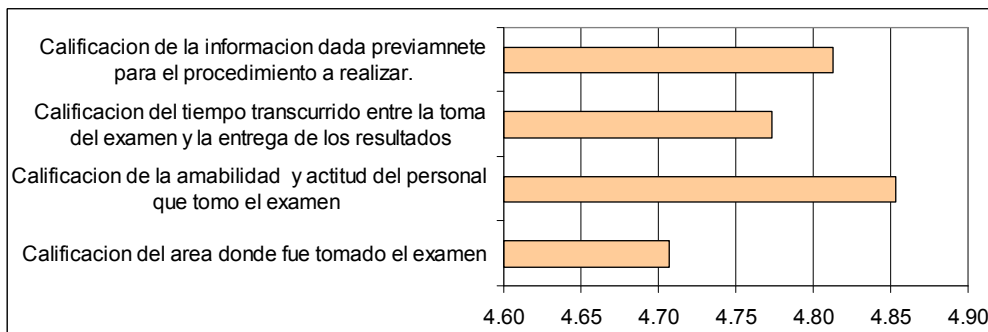 Calificacion de la informacion dada previamnete
para el procedimiento a realizar.
Calificacion del tiempo transcurrido entre la toma
del examen y la entrega de los resultados
Calificacion de la amabilidad y actitud del personal
que tomo el examen
Calificacion del area donde fue tomado el examen
4.60 4.65 4.70 4.75 4.80 4.85 4.90